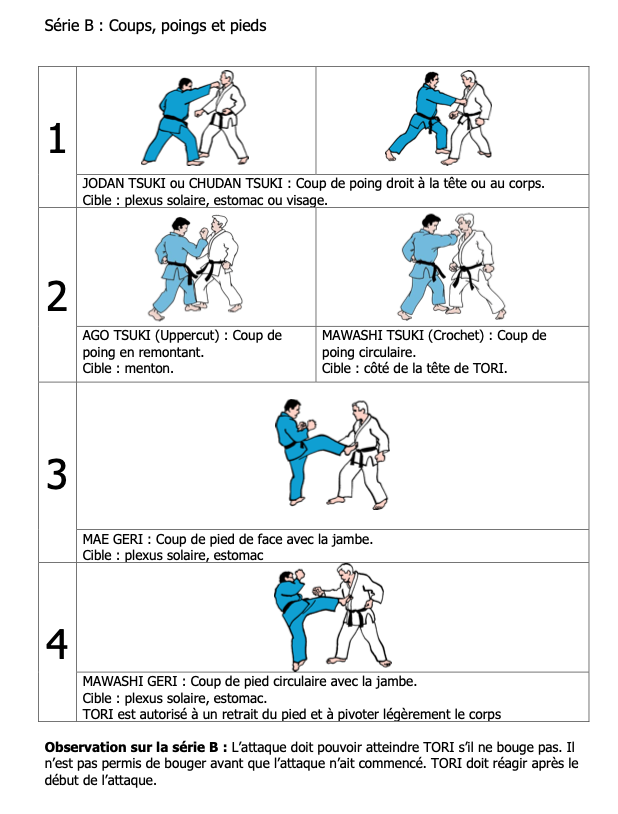 Série B : Coups, poings et pieds
1
JODAN TSUKI ou CHUDAN TSUKI : Coup de poing droit à la tête ou au corps.
Cible : plexus solaire, estomac ou visage.
2
AGO TSUKI (Uppercut) : Coup de
poing en remontant.
Cible : menton.
MAWASHI TSUKI (Crochet) : Coup de
poing circulaire.
Cible : côté de la tête de TORI.
3
MAE GERI : Coup de pied de face avec la jambe.
Cible : plexus solaire, estomac
4
MAWASHI GERI : Coup de pied circulaire avec la jambe.
Cible : plexus solaire, estomac.
TORI est autorisé à un retrait du pied et à pivoter légèrement le corps
Observation sur la série B : L’attaque doit pouvoir atteindre TORI s’il ne bouge pas. Il
n’est pas permis de bouger avant que l’attaque n’ait commencé. TORI doit réagir après le
début de l’attaque.